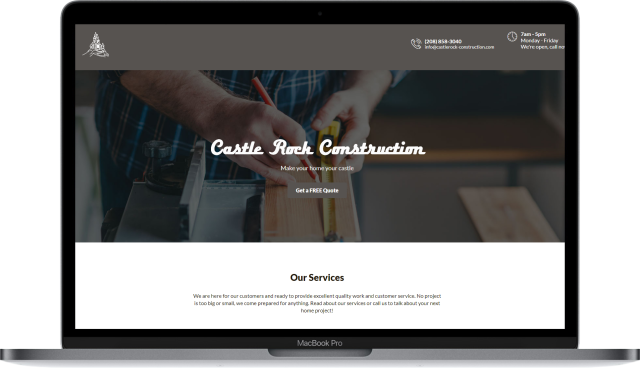 (208) 858-3040
info@castlerock-construction.com
7am - 5pm
Monday - Friday
We're open, call no
Castle Rock Construction
Make your home your castle
Get a FREE Quote
Our Services
We are here for our customers and ready to provide excellent quality work and customer service. No project
is too big or small, we come prepared for anything. Read about our services or call us to talk about your next
home project!
MacBook Pro